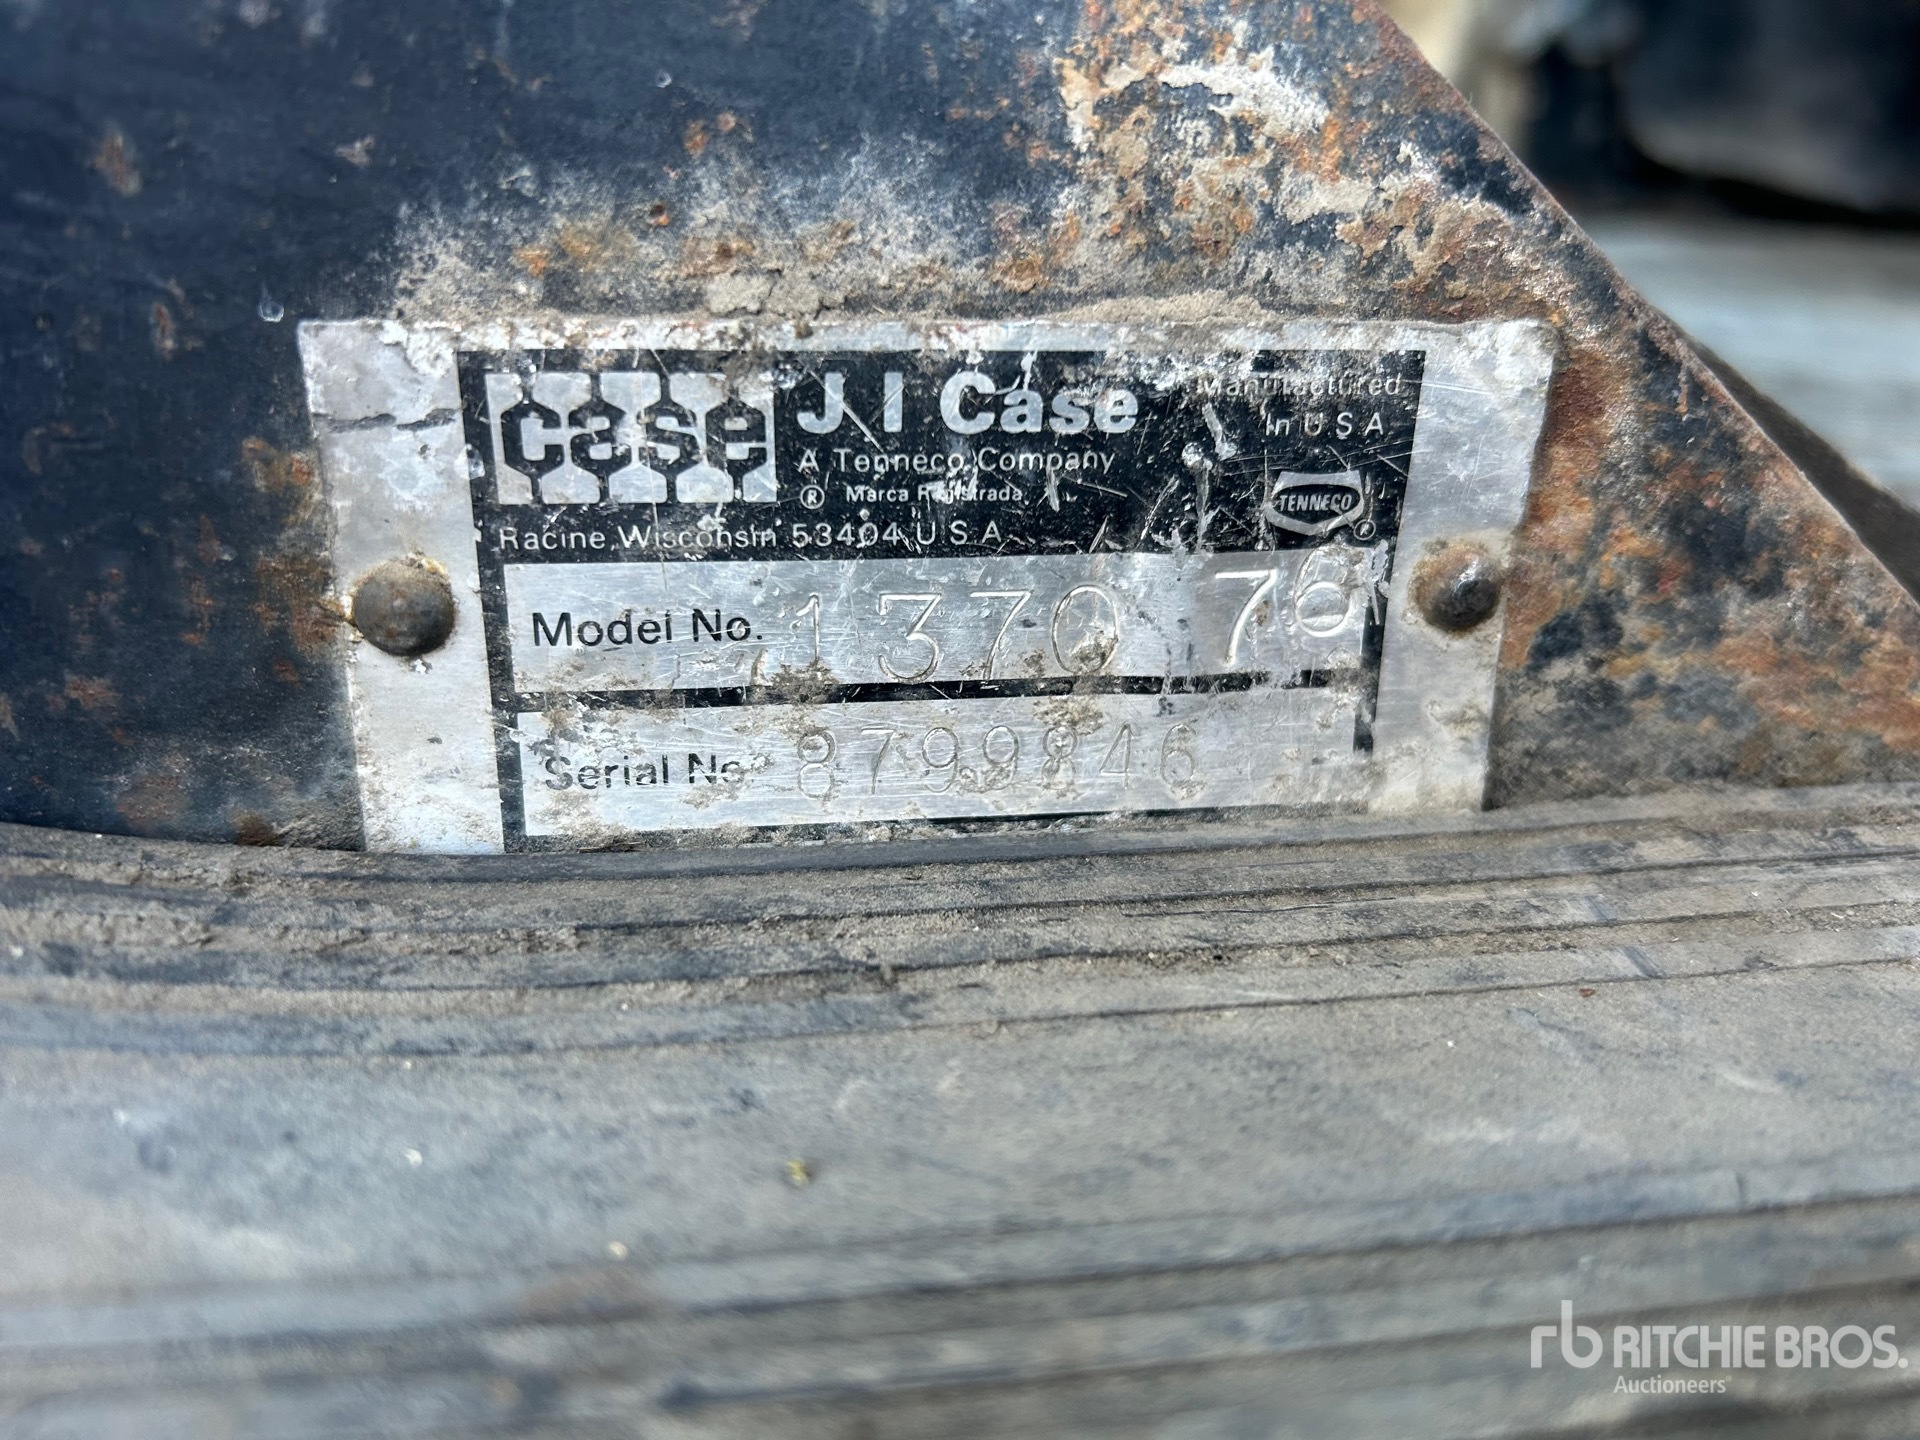 case
J I Case
Manufactured
In U S A
A Tenneco Company
® Marca Registrada
TENNECO
®
Racine, Wisconsin 53404 U S A
Model No. 1370 76
Serial No. 8799846
rb RITCHIE BROS.
Auctioneers